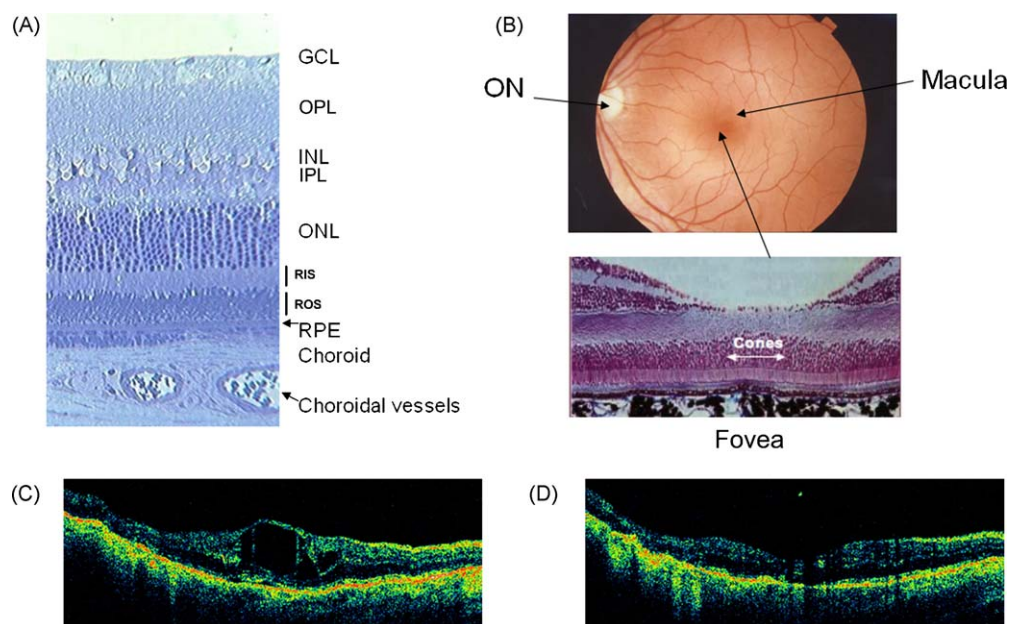 (A)
GCL
OPL
INL
IPL
ONL
RIS
ROS
RPE
Choroid
Choroidal vessels
(B)
ON
Macula
Cones
Fovea
(C)
(D)